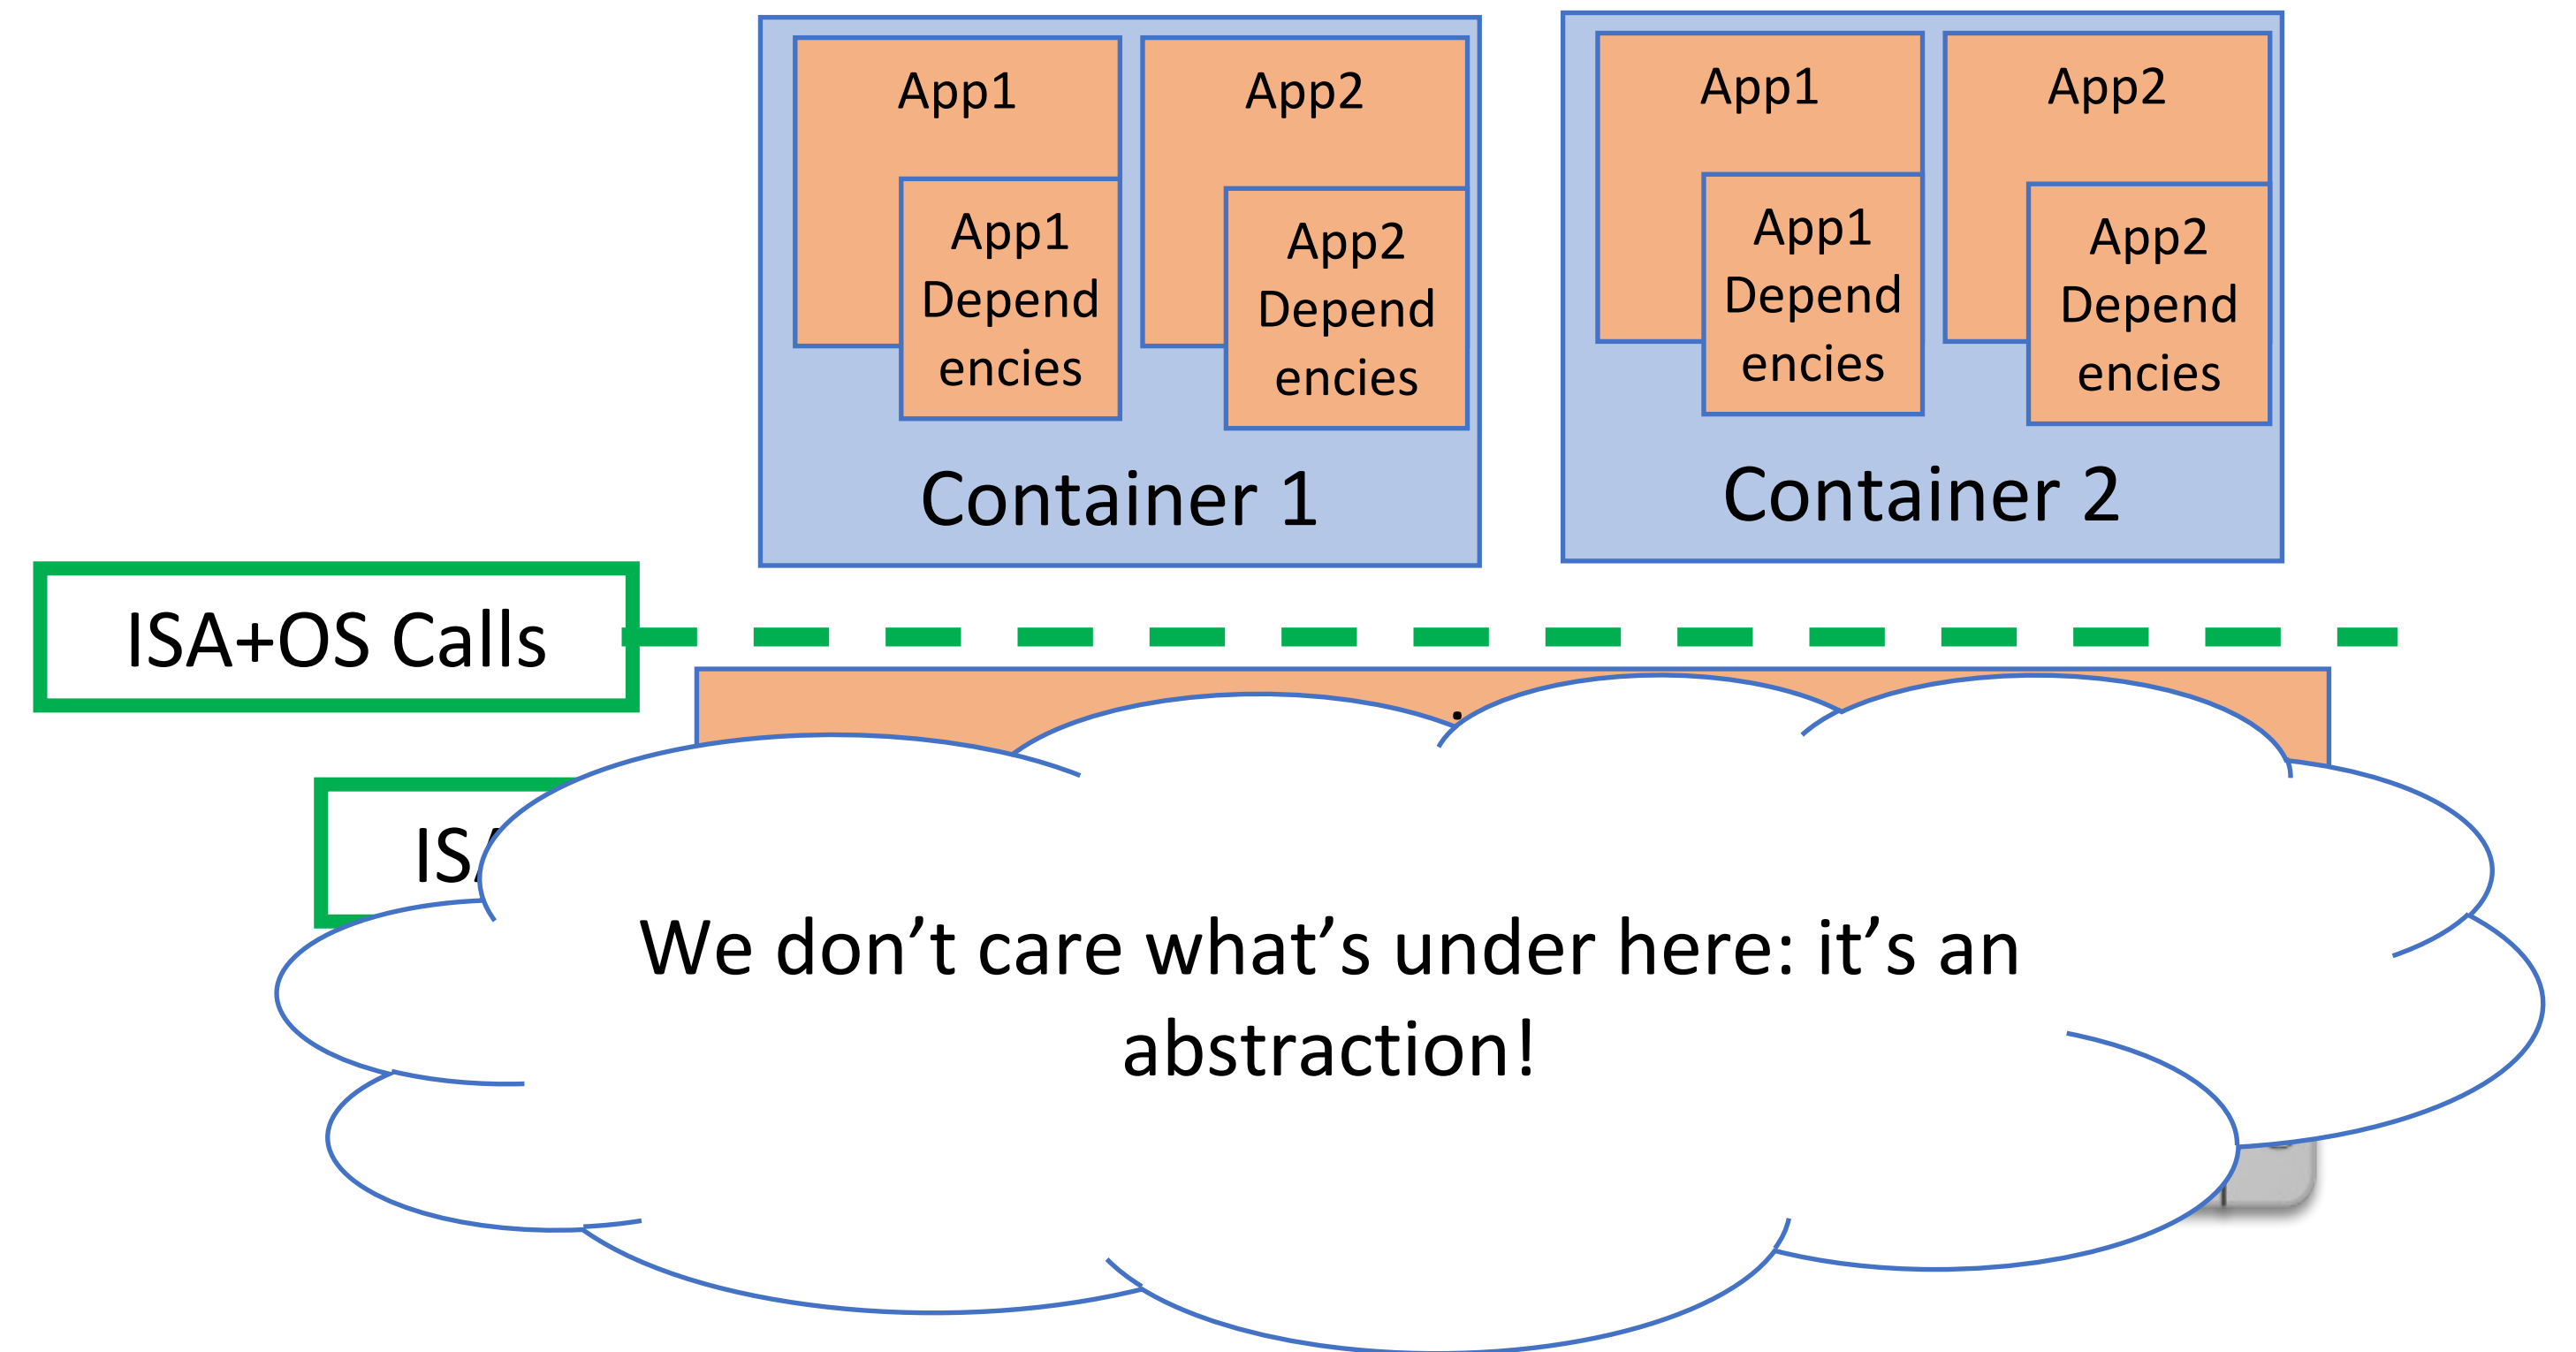 App1
App2
App1
Depend
encies
App2
Depend
encies
Container 1
App1
App2
App1
Depend
encies
App2
Depend
encies
Container 2
ISA+OS Calls
We don’t care what’s under here: it’s an
abstraction!